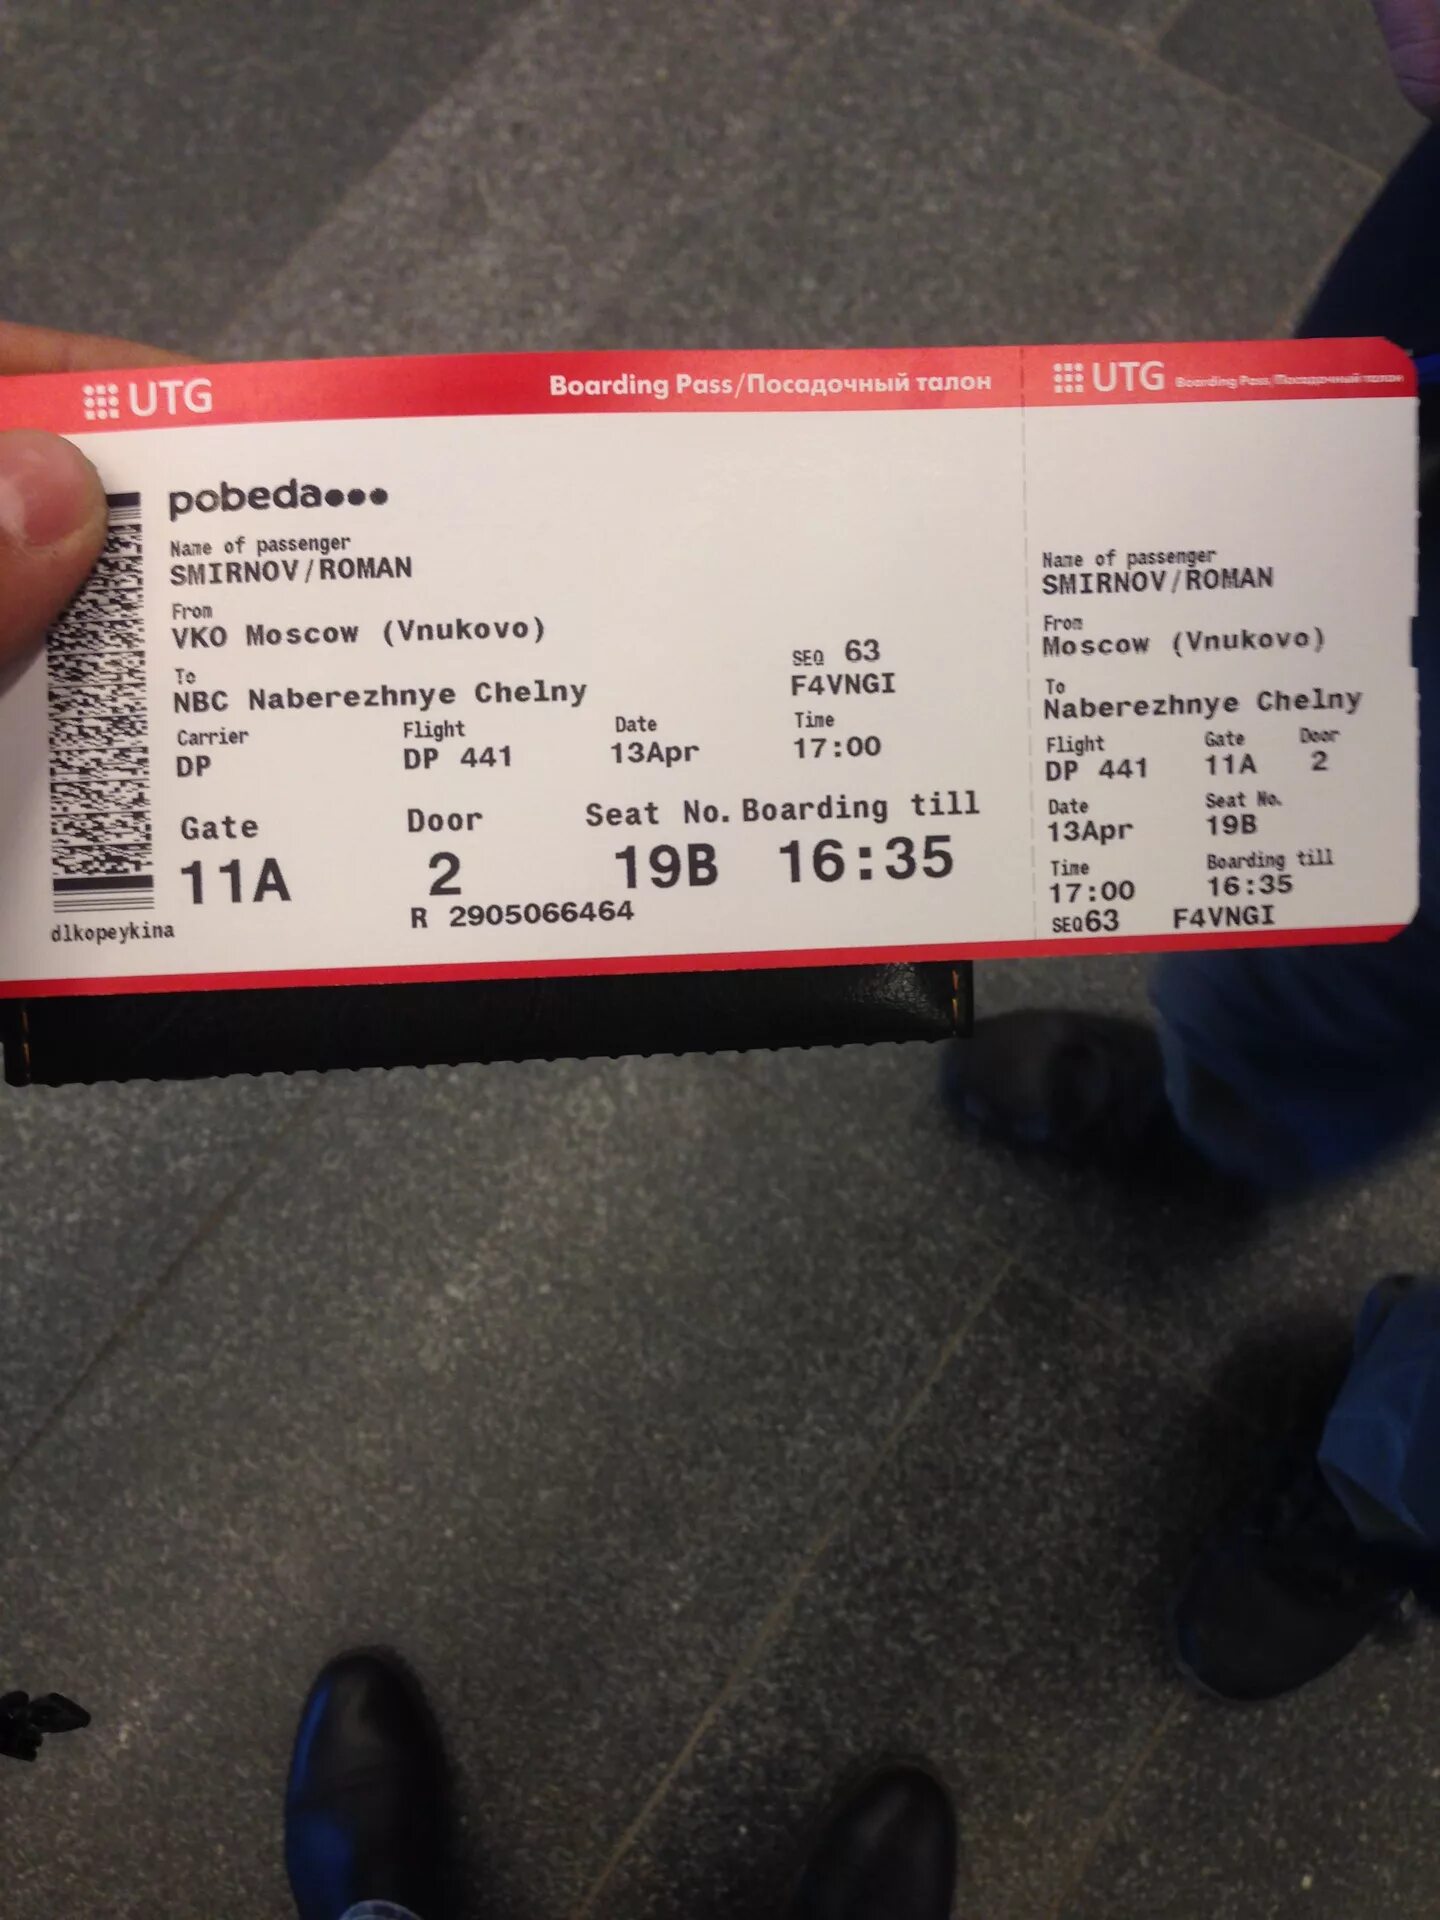 UTG Boarding Pass/Посадочный талон
pobeda
Name of passenger
SMIRNOV/ROMAN
From
VKO Moscow (Vnukovo)
To
NBC Naberezhnye Chelny
SEQ 63
F4VNGI
Carrier Flight Date Time
DP DP 441 13Apr 17:00
Gate Door Seat No. Boarding till
11A 2 19B 16:35
R 2905066464
dlkopeykina
UTG Boarding Pass/Посадочный талон
Name of passenger
SMIRNOV/ROMAN
From
Moscow (Vnukovo)
To
Naberezhnye Chelny
Flight Gate Door
DP 441 11A 2
Date Seat No.
13Apr 19B
Time Boarding till
17:00 16:35
SEQ63 F4VNGI